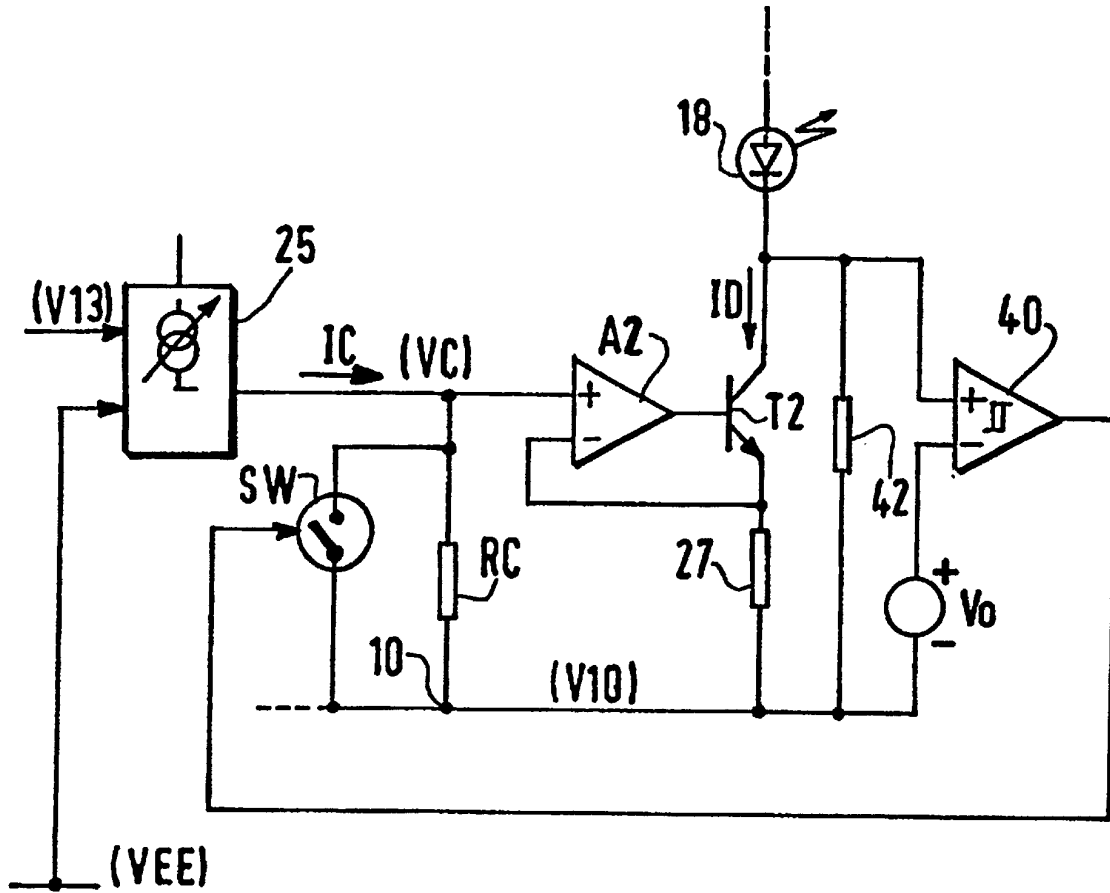 18
25
(V13)
ID
40
IC
(VC)
A2
+
-
T2
+
II
-
SW
42
RC
27
+
Vo
-
10
(V10)
(VEE)